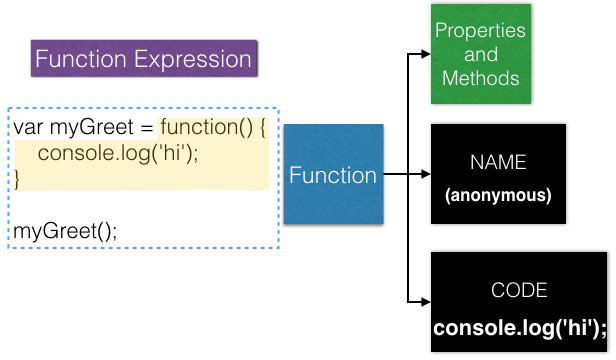 Function Expression
var myGreet = function() {
console.log('hi');
}
myGreet();
Function
Properties
and
Methods
NAME
(anonymous)
CODE
console.log('hi');